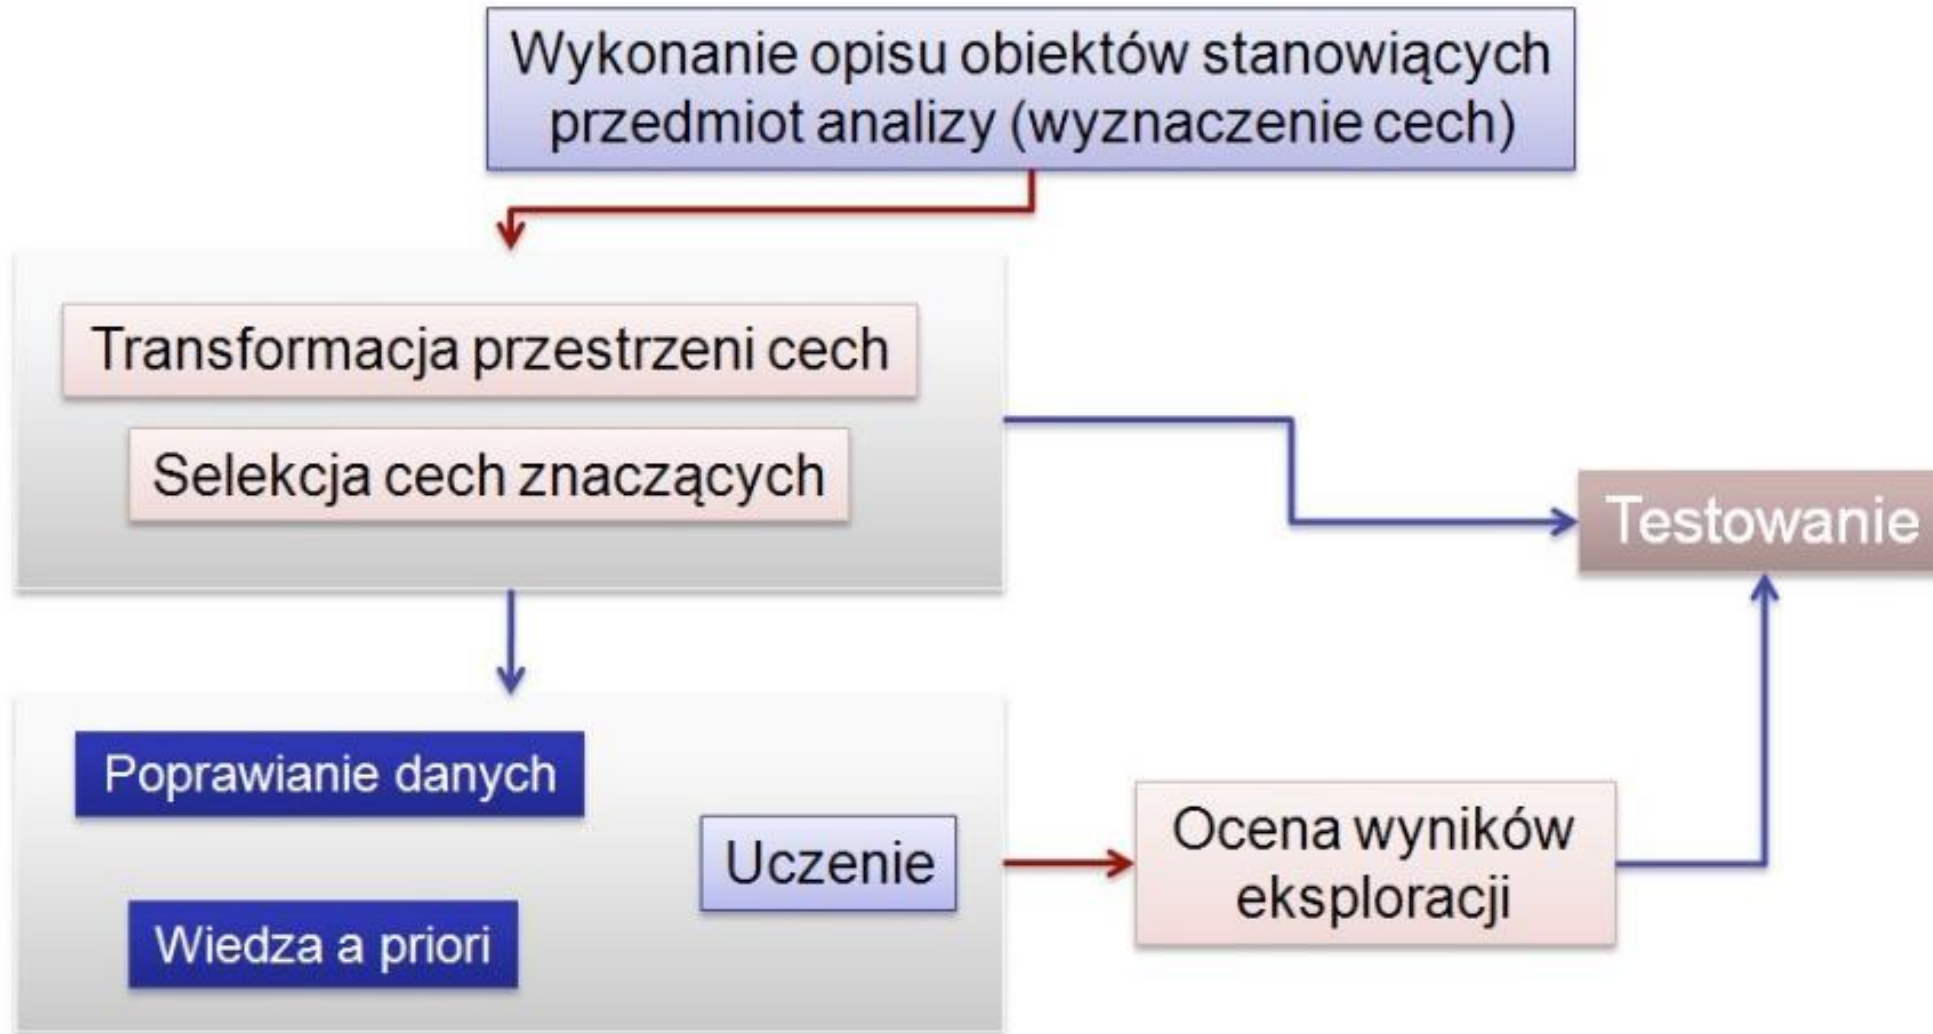 Wykonanie opisu obiektów stanowiących
przedmiot analizy (wyznaczenie cech)
Transformacja przestrzeni cech
Selekcja cech znaczących
Testowanie
Poprawianie danych
Uczenie
Wiedza a priori
Ocena wyników
eksploracji